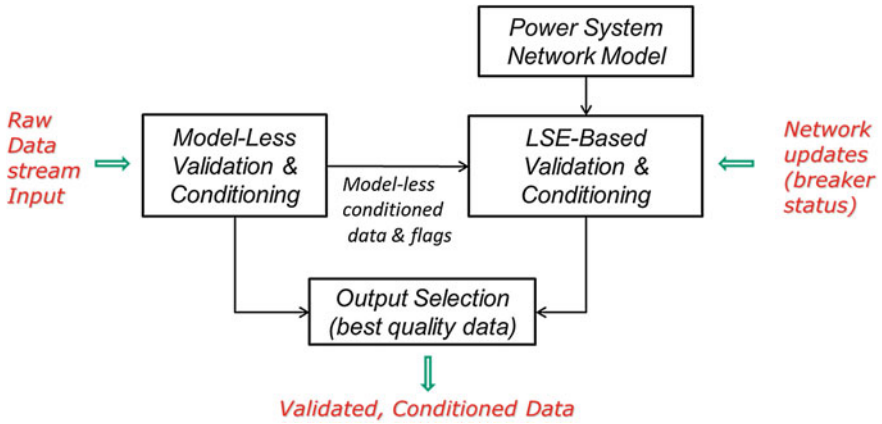 Power System
Network Model
Raw
Data
stream
Input
Model-Less
Validation &
Conditioning
Model-less
conditioned
data & flags
LSE-Based
Validation &
Conditioning
Network
updates
(breaker
status)
Output Selection
(best quality data)
Validated, Conditioned Data